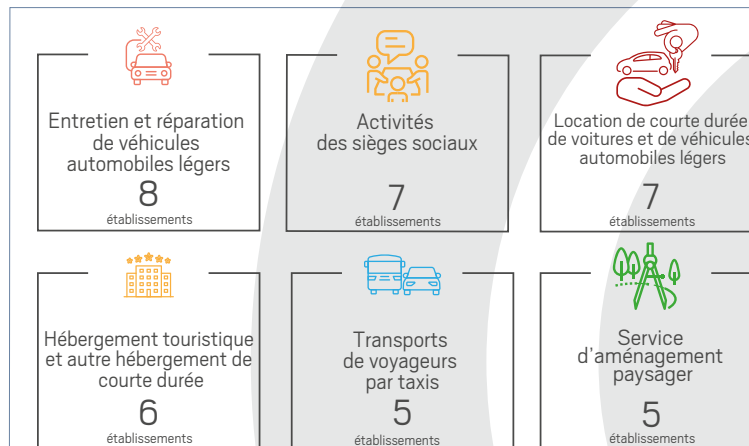 Entretien et réparation
de véhicules
automobiles légers
8
établissements
Activités
des sièges sociaux
7
établissements
Location de courte durée
de voitures et de véhicules
automobiles légers
7
établissements
Hébergement touristique
et autre hébergement de
courte durée
6
établissements
Transports
de voyageurs
par taxis
5
établissements
Service
d'aménagement
paysager
5
établissements